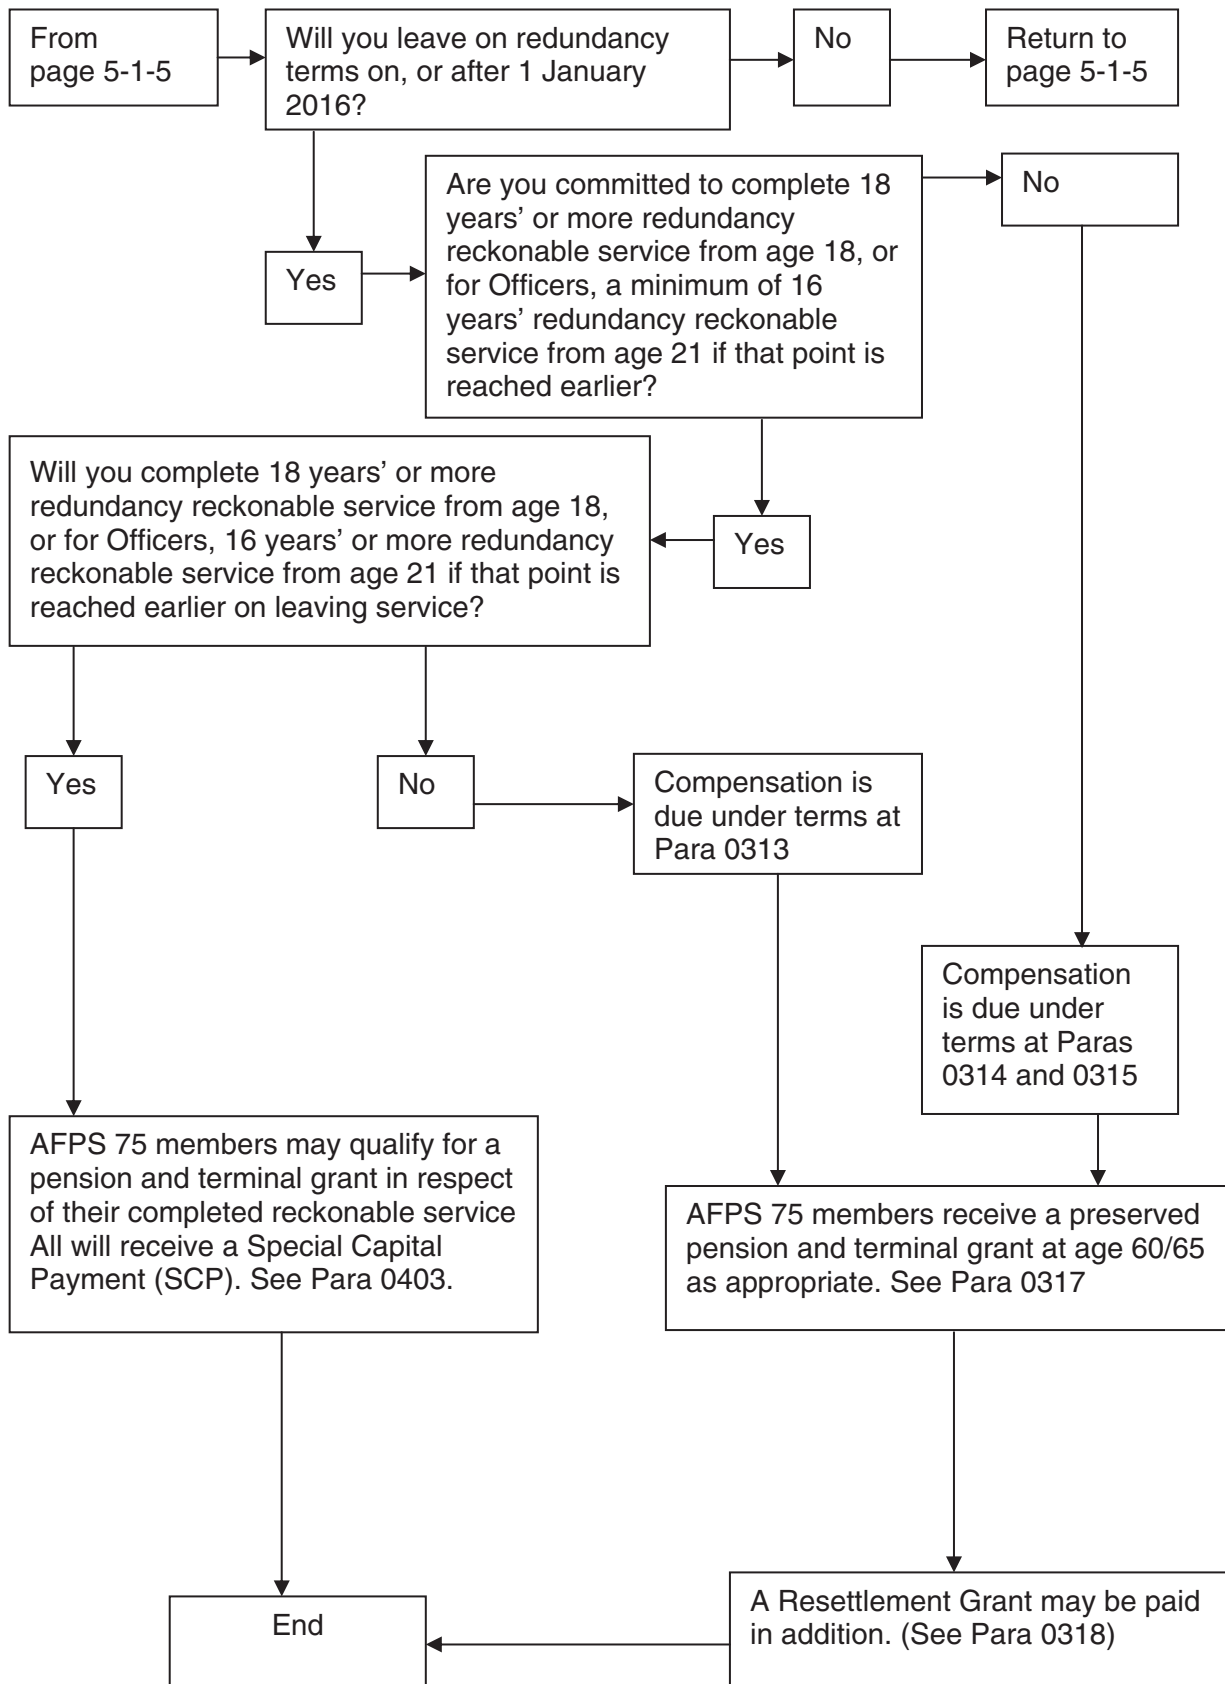 From
page 5-1-5
Will you leave on redundancy
terms on, or after 1 January
2016?
No
Return to
page 5-1-5
Yes
Are you committed to complete 18
years’ or more redundancy
reckonable service from age 18, or
for Officers, a minimum of 16
years’ redundancy reckonable
service from age 21 if that point is
reached earlier?
No
Yes
Will you complete 18 years’ or more
redundancy reckonable service from age 18,
or for Officers, 16 years’ or more redundancy
reckonable service from age 21 if that point is
reached earlier on leaving service?
Yes
No
Compensation is
due under terms at
Para 0313
Compensation
is due under
terms at Paras
0314 and 0315
AFPS 75 members may qualify for a
pension and terminal grant in respect
of their completed reckonable service
All will receive a Special Capital
Payment (SCP). See Para 0403.
AFPS 75 members receive a preserved
pension and terminal grant at age 60/65
as appropriate. See Para 0317
End
A Resettlement Grant may be paid
in addition. (See Para 0318)